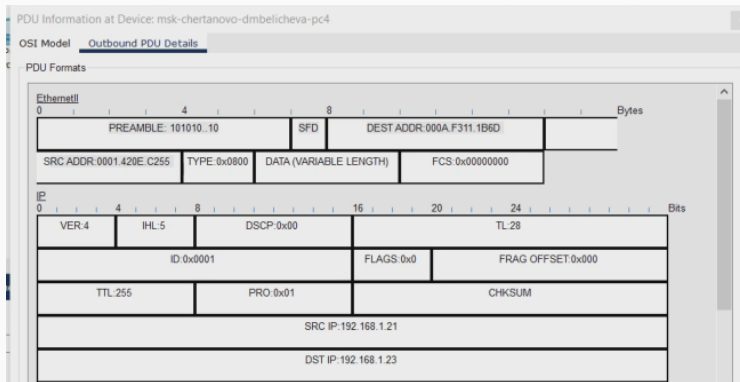 PDU Information at Device: msk-chertanovo-dmbelicheva-pc4
OSI Model Outbound PDU Details
PDU Formats
EthernetII
0 4 8 Bytes
PREAMBLE: 101010..10 SFD DEST ADDR:000A.F311.1B6D
SRC ADDR:0001.420E.C255 TYPE:0x0800 DATA (VARIABLE LENGTH) FCS:0x00000000
IP
0 4 8 16 20 24 Bits
VER:4 IHL:5 DSCP:0x00 TL:28
ID:0x0001 FLAGS:0x0 FRAG OFFSET:0x000
TTL:255 PRO:0x01 CHKSUM
SRC IP:192.168.1.21
DST IP:192.168.1.23